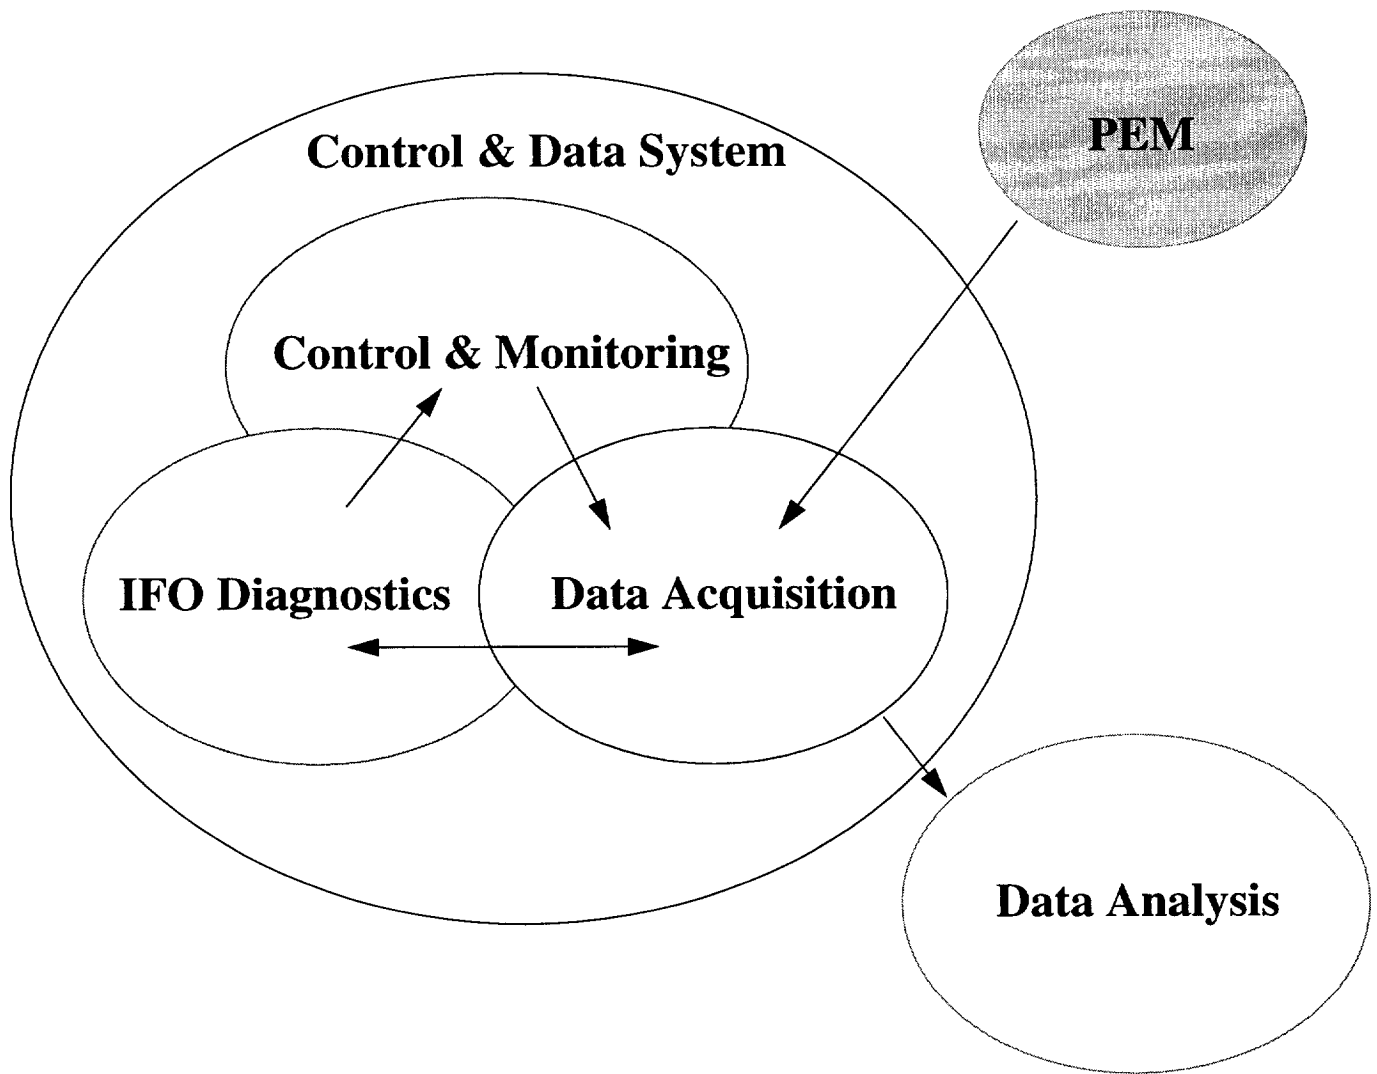 PEM
Control & Data System
Control & Monitoring
IFO Diagnostics
Data Acquisition
Data Analysis